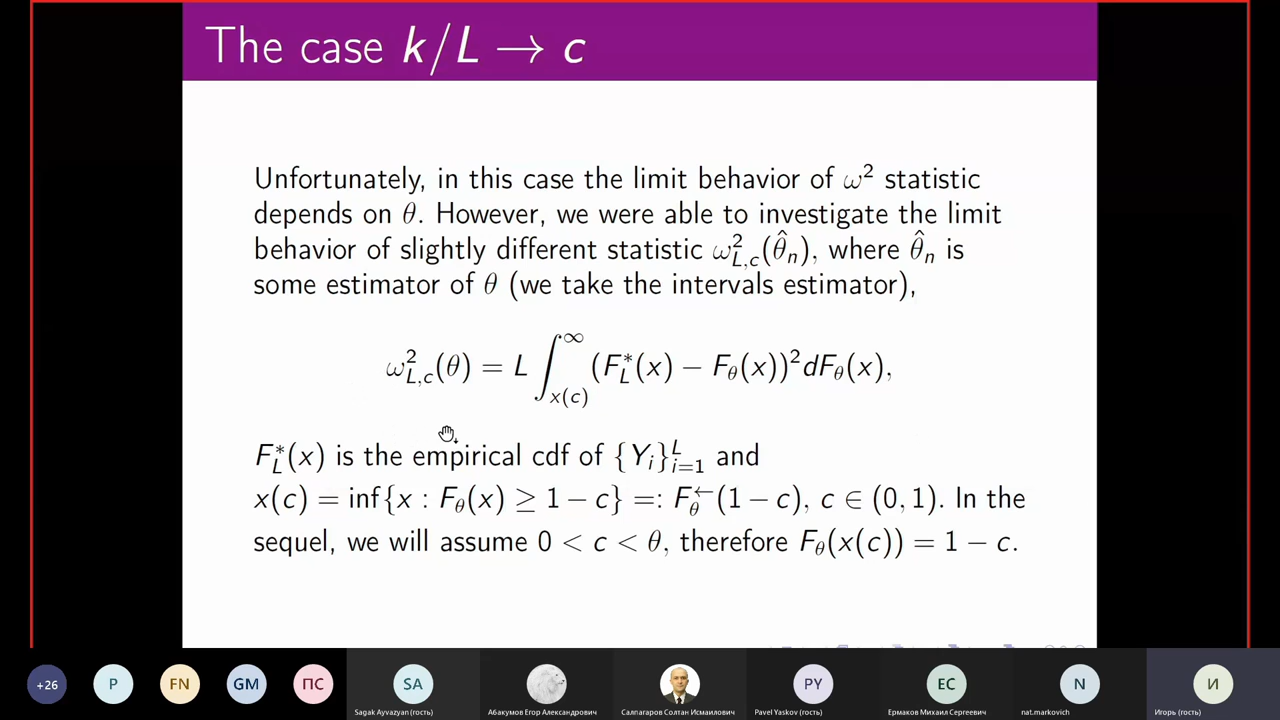 The case k/L → c
Unfortunately, in this case the limit behavior of ω² statistic
depends on θ. However, we were able to investigate the limit
behavior of slightly different statistic ω²_{L,c}(θ̂_n), where θ̂_n is
some estimator of θ (we take the intervals estimator),
ω²_{L,c}(θ) = L ∫_{x(c)}^{∞} (F*_L(x) − F_θ(x))² dF_θ(x),
F*_L(x) is the empirical cdf of {Y_i}_{i=1}^L and
x(c) = inf{x : F_θ(x) ≥ 1 − c} =: F_θ^←(1 − c), c ∈ (0, 1). In the
sequel, we will assume 0 < c < θ, therefore F_θ(x(c)) = 1 − c.
+26 P FN GM ПС SA PY EC N И
Sagak Ayvazyan (гость) Абакумов Егор Александрович Салпагаров Солтан Исмаилович Pavel Yaskov (гость) Ермаков Михаил Сергеевич nat.markovich Игорь (гость)